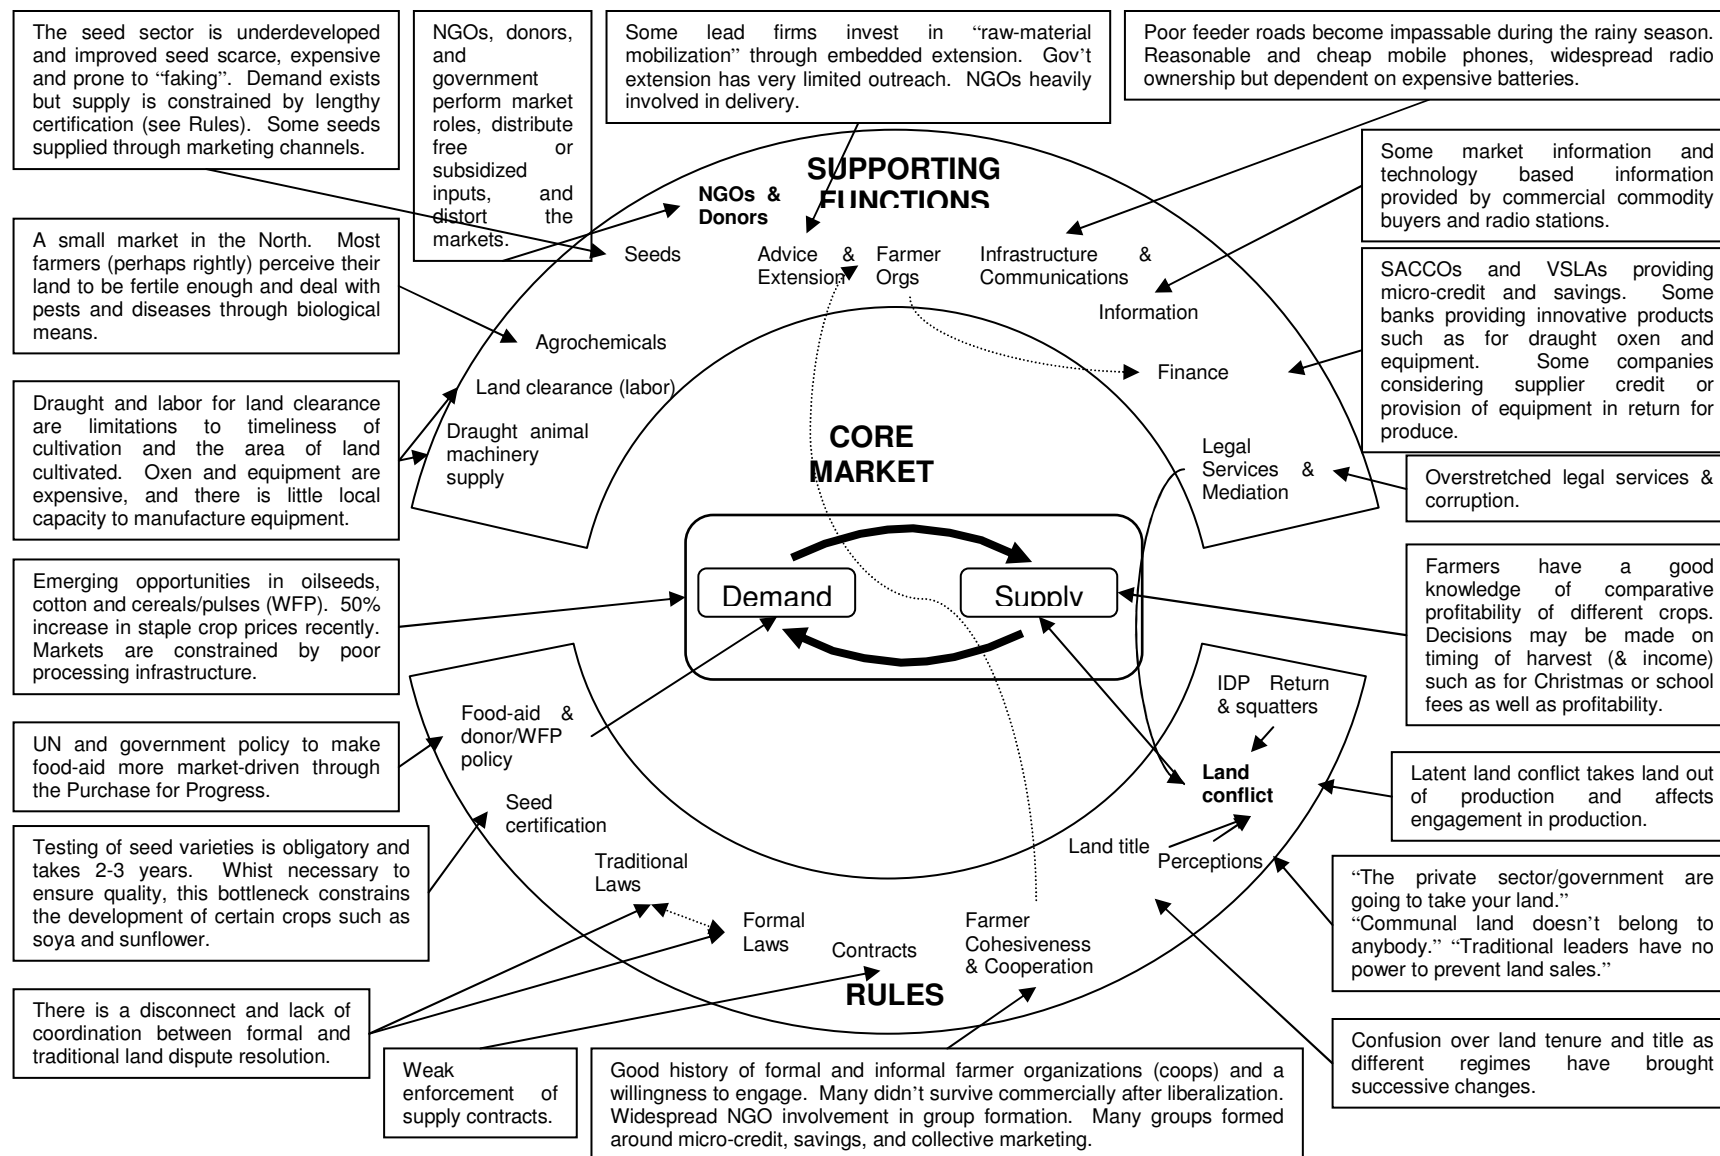 The seed sector is underdeveloped
and improved seed scarce, expensive
and prone to “faking”. Demand exists
but supply is constrained by lengthy
certification (see Rules). Some seeds
supplied through marketing channels.
NGOs, donors,
and
government
perform market
roles, distribute
free or
subsidized
inputs, and
distort the
markets.
Some lead firms invest in “raw-material
mobilization” through embedded extension. Gov’t
extension has very limited outreach. NGOs heavily
involved in delivery.
Poor feeder roads become impassable during the rainy season.
Reasonable and cheap mobile phones, widespread radio
ownership but dependent on expensive batteries.
Some market information and
technology based information
provided by commercial commodity
buyers and radio stations.
SUPPORTING
FUNCTIONS
NGOs &
Donors
Seeds
Advice &
Extension
Farmer
Orgs
Infrastructure &
Communications
Information
A small market in the North. Most
farmers (perhaps rightly) perceive their
land to be fertile enough and deal with
pests and diseases through biological
means.
SACCOs and VSLAs providing
micro-credit and savings. Some
banks providing innovative products
such as for draught oxen and
equipment. Some companies
considering supplier credit or
provision of equipment in return for
produce.
Agrochemicals
Land clearance (labor)
Finance
Draught and labor for land clearance
are limitations to timeliness of
cultivation and the area of land
cultivated. Oxen and equipment are
expensive, and there is little local
capacity to manufacture equipment.
Draught animal
machinery
supply
CORE
MARKET
Legal
Services &
Mediation
Overstretched legal services &
corruption.
Emerging opportunities in oilseeds,
cotton and cereals/pulses (WFP). 50%
increase in staple crop prices recently.
Markets are constrained by poor
processing infrastructure.
Demand
Supply
Farmers have a good
knowledge of comparative
profitability of different crops.
Decisions may be made on
timing of harvest (& income)
such as for Christmas or school
fees as well as profitability.
UN and government policy to make
food-aid more market-driven through
the Purchase for Progress.
Food-aid &
donor/WFP
policy
IDP Return
& squatters
Land
conflict
Latent land conflict takes land out
of production and affects
engagement in production.
Testing of seed varieties is obligatory and
takes 2-3 years. Whist necessary to
ensure quality, this bottleneck constrains
the development of certain crops such as
soya and sunflower.
Seed
certification
Traditional
Laws
Formal
Laws
Contracts
Farmer
Cohesiveness
& Cooperation
Land title
Perceptions
RULES
“The private sector/government are
going to take your land.”
“Communal land doesn’t belong to
anybody.” “Traditional leaders have no
power to prevent land sales.”
There is a disconnect and lack of
coordination between formal and
traditional land dispute resolution.
Weak
enforcement of
supply contracts.
Good history of formal and informal farmer organizations (coops) and a
willingness to engage. Many didn’t survive commercially after liberalization.
Widespread NGO involvement in group formation. Many groups formed
around micro-credit, savings, and collective marketing.
Confusion over land tenure and title as
different regimes have brought
successive changes.